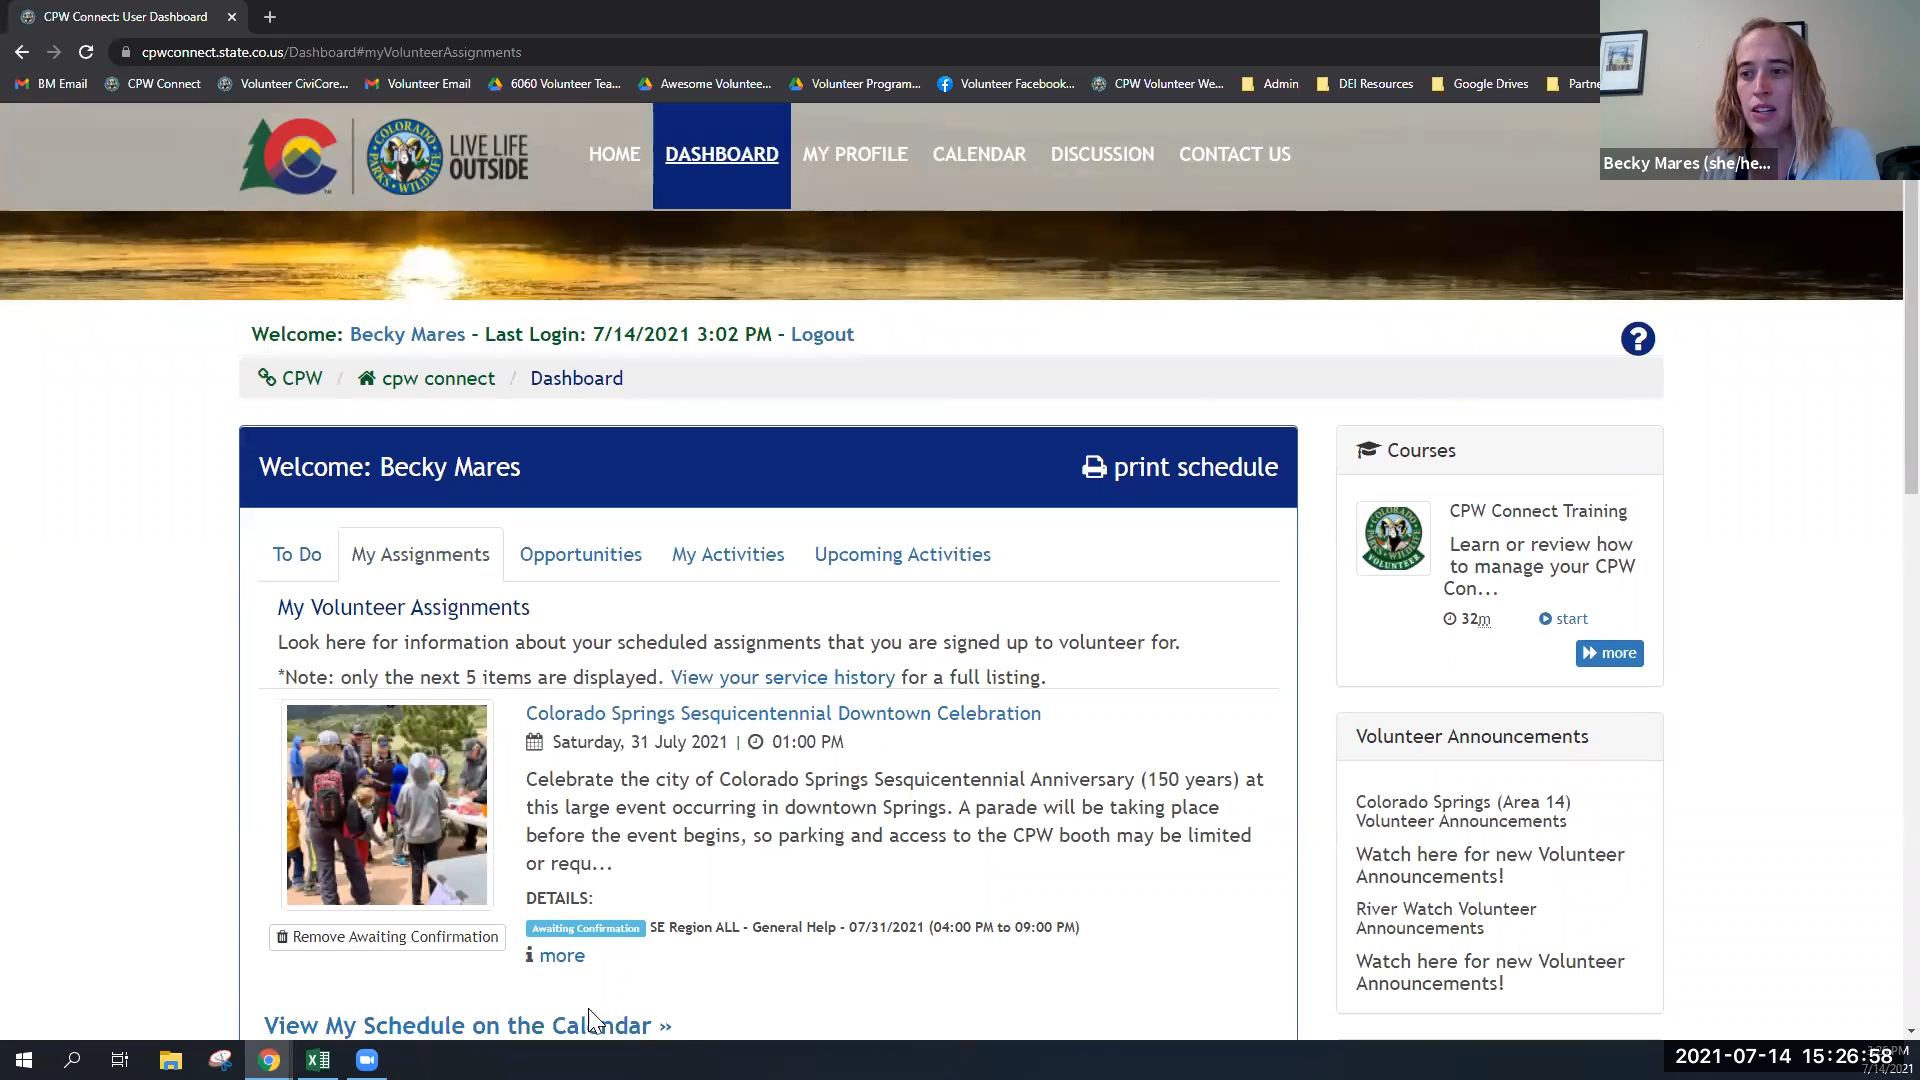 CPW Connect: User Dashboard
cpwconnect.state.co.us/Dashboard#myVolunteerAssignments
BM Email
CPW Connect
Volunteer CiviCore...
Volunteer Email
6060 Volunteer Tea...
Awesome Voluntee...
Volunteer Program...
Volunteer Facebook...
CPW Volunteer We...
Admin
DEI Resources
Google Drives
Becky Mares (she/he...
COLORADO
PARKS WILDLIFE
LIVE LIFE
OUTSIDE
HOME
DASHBOARD
MY PROFILE
CALENDAR
DISCUSSION
CONTACT US
Welcome: Becky Mares - Last Login: 7/14/2021 3:02 PM - Logout
?
CPW / cpw connect / Dashboard
Welcome: Becky Mares
print schedule
To Do
My Assignments
Opportunities
My Activities
Upcoming Activities
My Volunteer Assignments
Look here for information about your scheduled assignments that you are signed up to volunteer for.
*Note: only the next 5 items are displayed. View your service history for a full listing.
Colorado Springs Sesquicentennial Downtown Celebration
Saturday, 31 July 2021 | 01:00 PM
Celebrate the city of Colorado Springs Sesquicentennial Anniversary (150 years) at
this large event occurring in downtown Springs. A parade will be taking place
before the event begins, so parking and access to the CPW booth may be limited
or requ...
DETAILS:
Awaiting Confirmation SE Region ALL - General Help - 07/31/2021 (04:00 PM to 09:00 PM)
more
Remove Awaiting Confirmation
View My Schedule on the Calendar »
Courses
COLORADO
VOLUNTEER
CPW Connect Training
Learn or review how
to manage your CPW
Con...
32m
start
more
Volunteer Announcements
Colorado Springs (Area 14)
Volunteer Announcements
Watch here for new Volunteer
Announcements!
River Watch Volunteer
Announcements
Watch here for new Volunteer
Announcements!
2021-07-14 15:26:58
7/14/2021